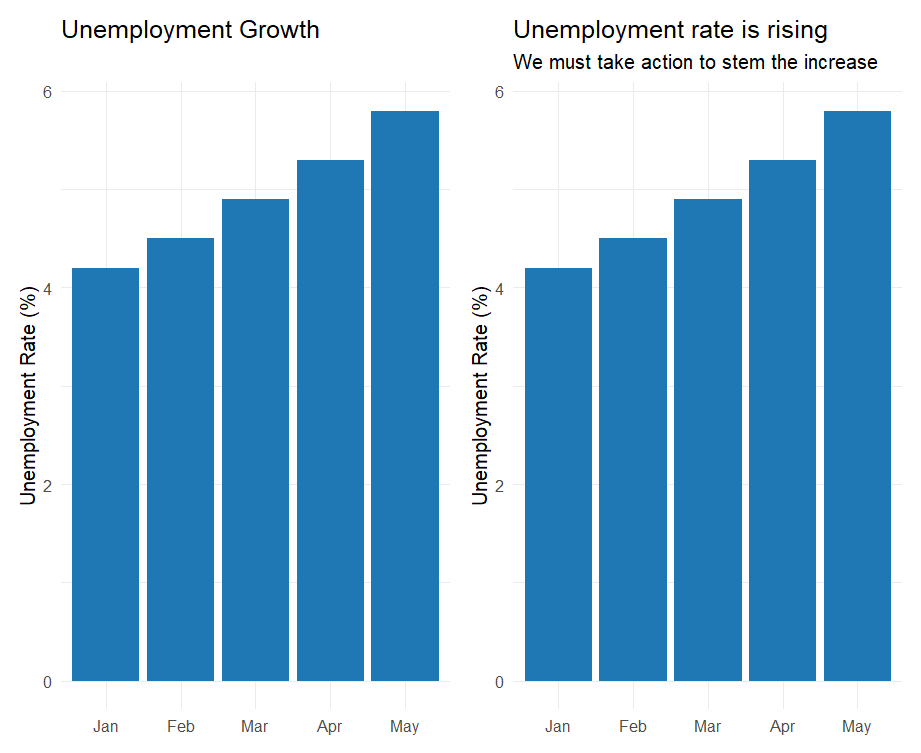 Unemployment Growth
Unemployment Rate (%)
6
4
2
0
Jan Feb Mar Apr May
Unemployment rate is rising
We must take action to stem the increase
Unemployment Rate (%)
6
4
2
0
Jan Feb Mar Apr May